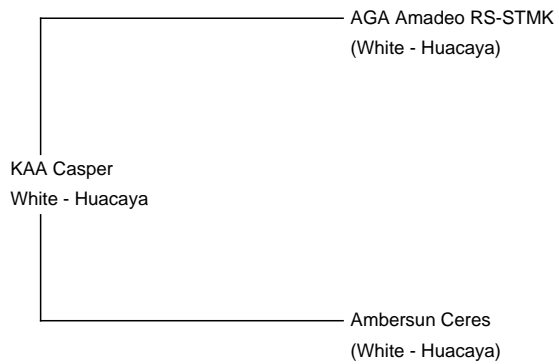 AGA Amadeo RS-STMK
(White - Huacaya)
KAA Casper
White - Huacaya
Ambersun Ceres
(White - Huacaya)